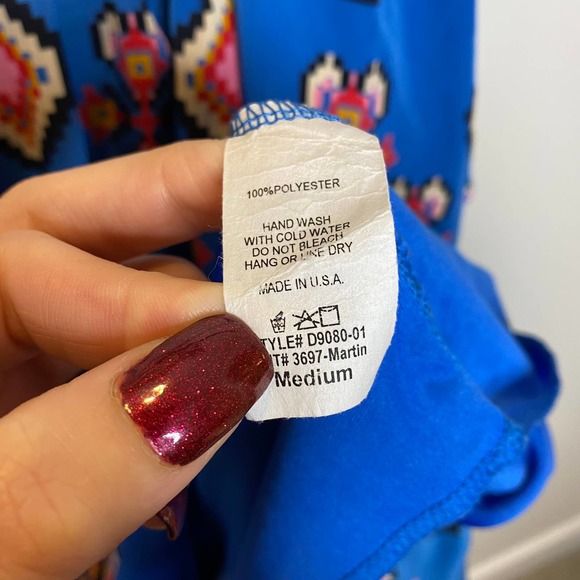 100%POLYESTER
HAND WASH
WITH COLD WATER
DO NOT BLEACH
HANG OR LINE DRY
MADE IN U.S.A.
TYLE# D9080-01
3697-Martin
Medium